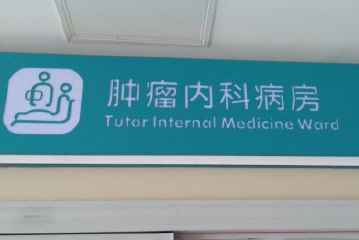 肿瘤内科病房
Tutor Internal Medicine Ward